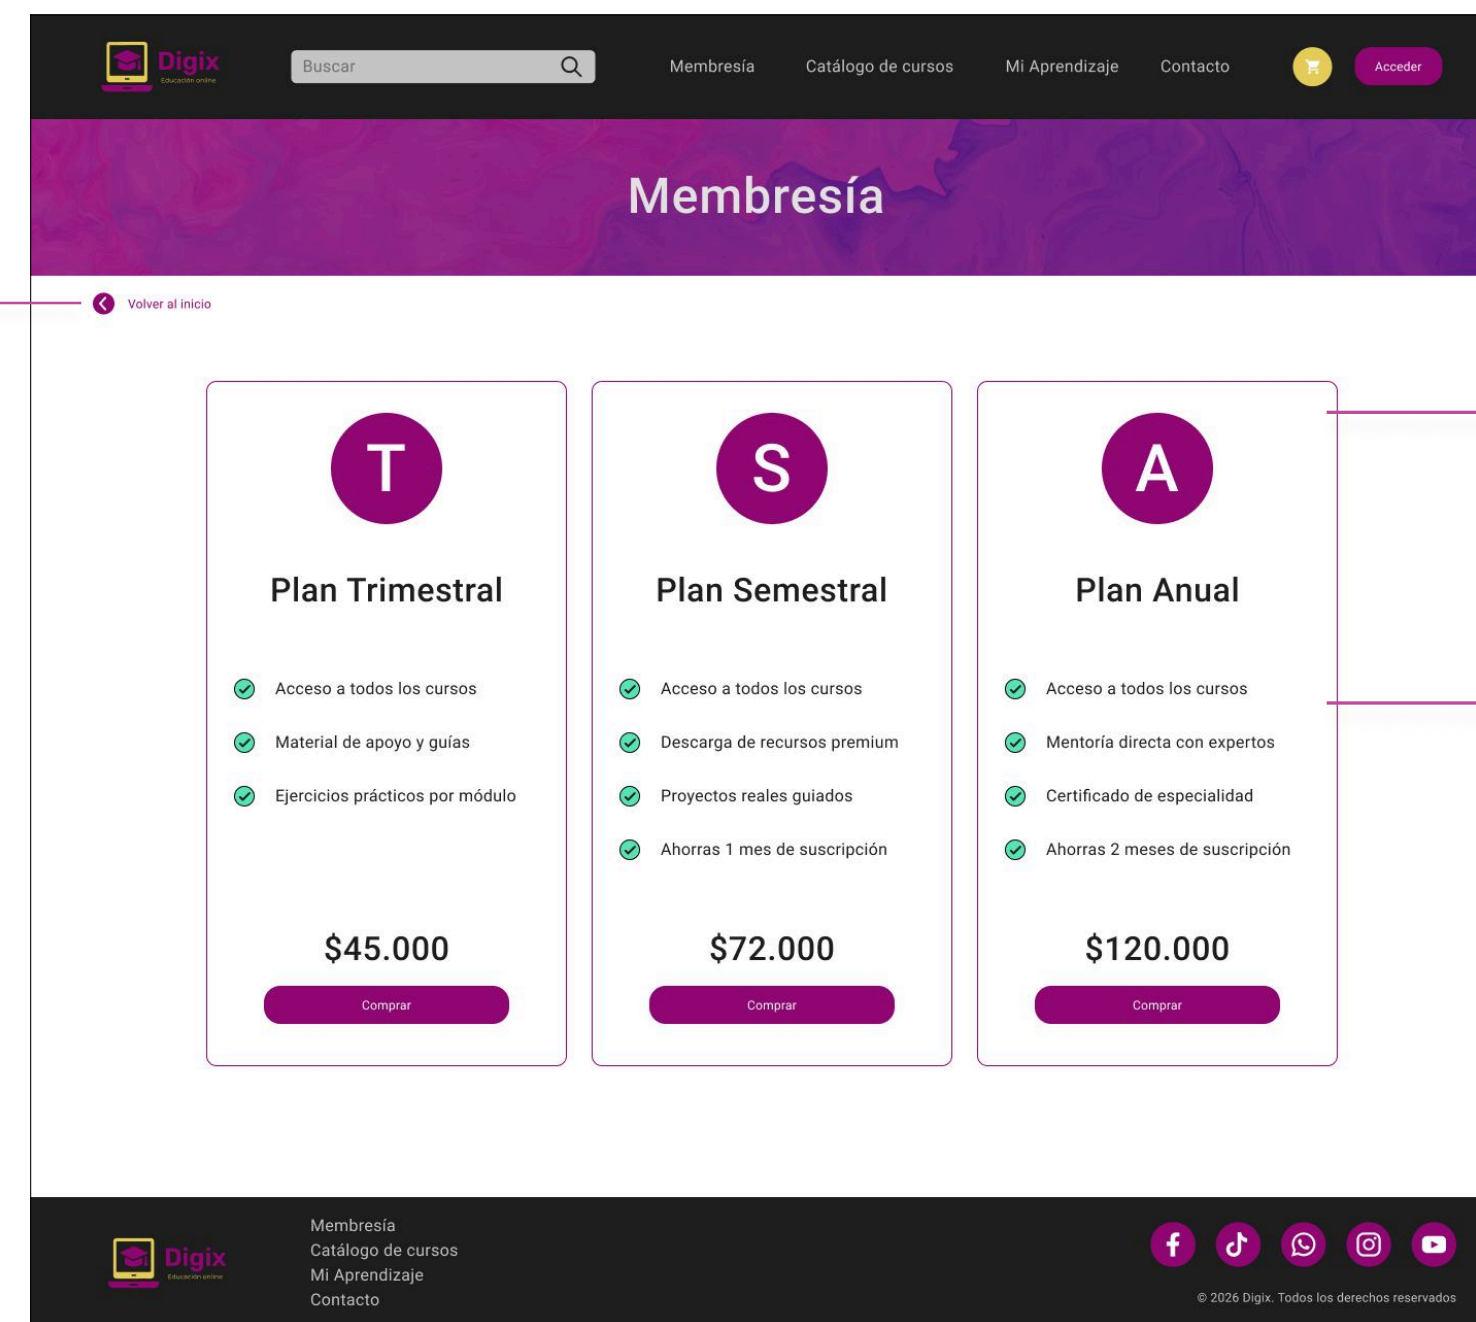 Digix
Educación online
Buscar
Membresía
Catálogo de cursos
Mi Aprendizaje
Contacto
Acceder
Membresía
Volver al inicio
T
Plan Trimestral
Acceso a todos los cursos
Material de apoyo y guías
Ejercicios prácticos por módulo
$45.000
Comprar
S
Plan Semestral
Acceso a todos los cursos
Descarga de recursos premium
Proyectos reales guiados
Ahorras 1 mes de suscripción
$72.000
Comprar
A
Plan Anual
Acceso a todos los cursos
Mentoría directa con expertos
Certificado de especialidad
Ahorras 2 meses de suscripción
$120.000
Comprar
Digix
Educación online
Membresía
Catálogo de cursos
Mi Aprendizaje
Contacto
© 2026 Digix. Todos los derechos reservados